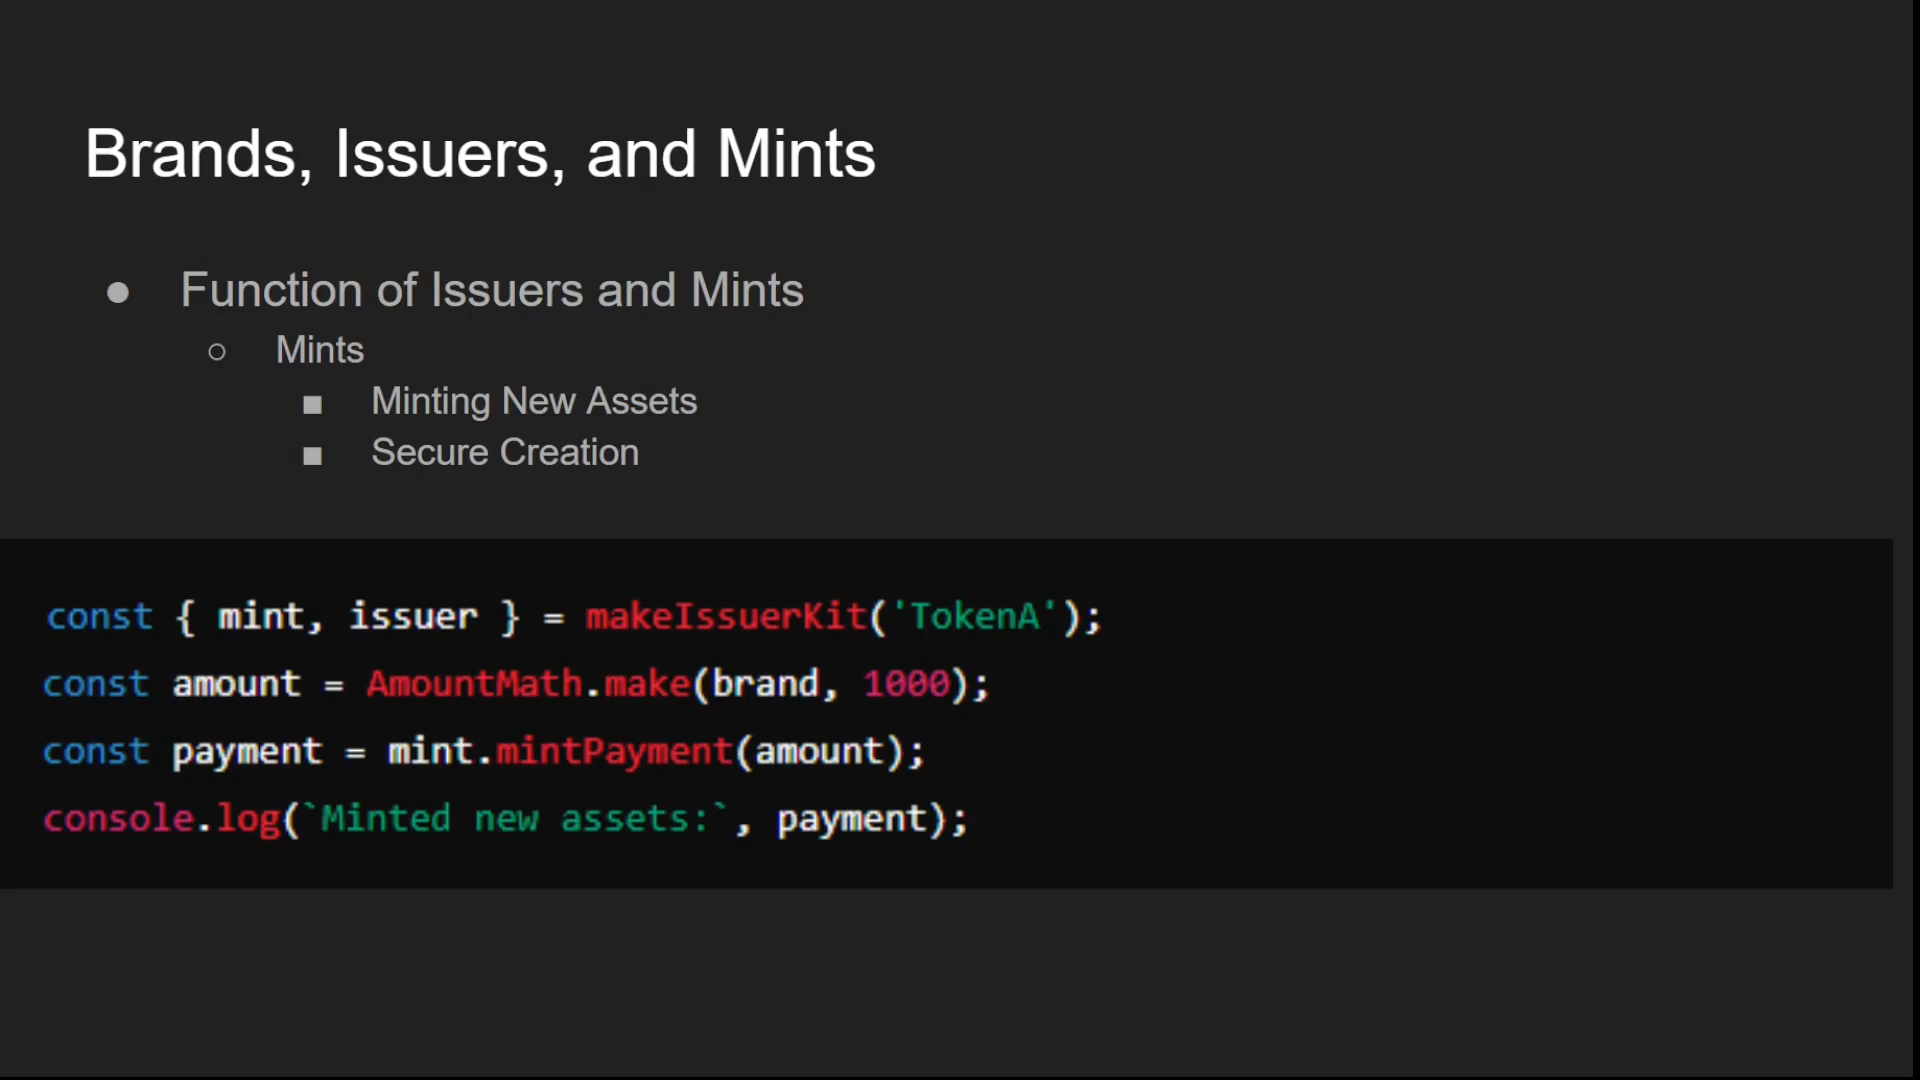 Brands, Issuers, and Mints
● Function of Issuers and Mints
○ Mints
■ Minting New Assets
■ Secure Creation
const { mint, issuer } = makeIssuerKit('TokenA');
const amount = AmountMath.make(brand, 1000);
const payment = mint.mintPayment(amount);
console.log(`Minted new assets:`, payment);